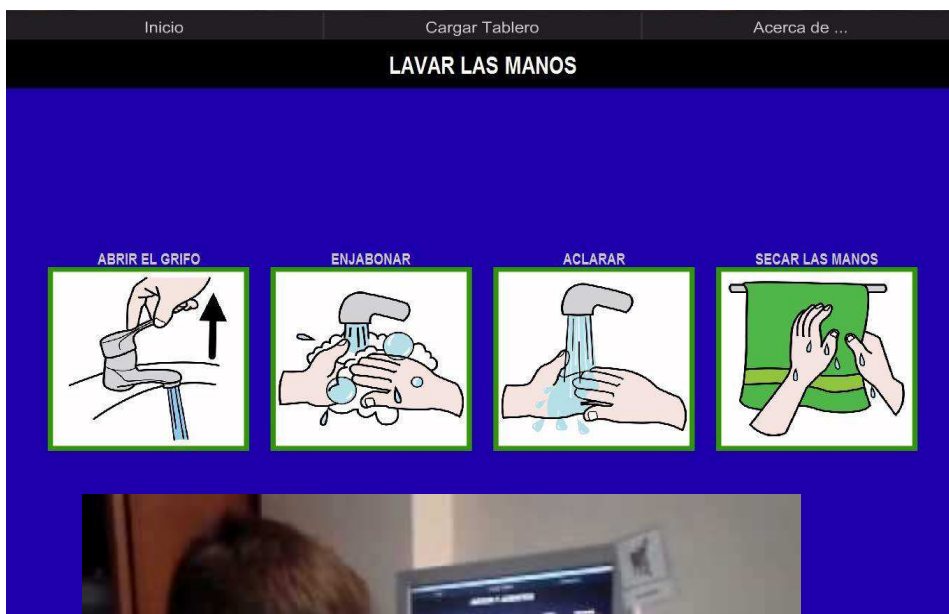 Inicio Cargar Tablero Acerca de ...
LAVAR LAS MANOS
ABRIR EL GRIFO ENJABONAR ACLARAR SECAR LAS MANOS